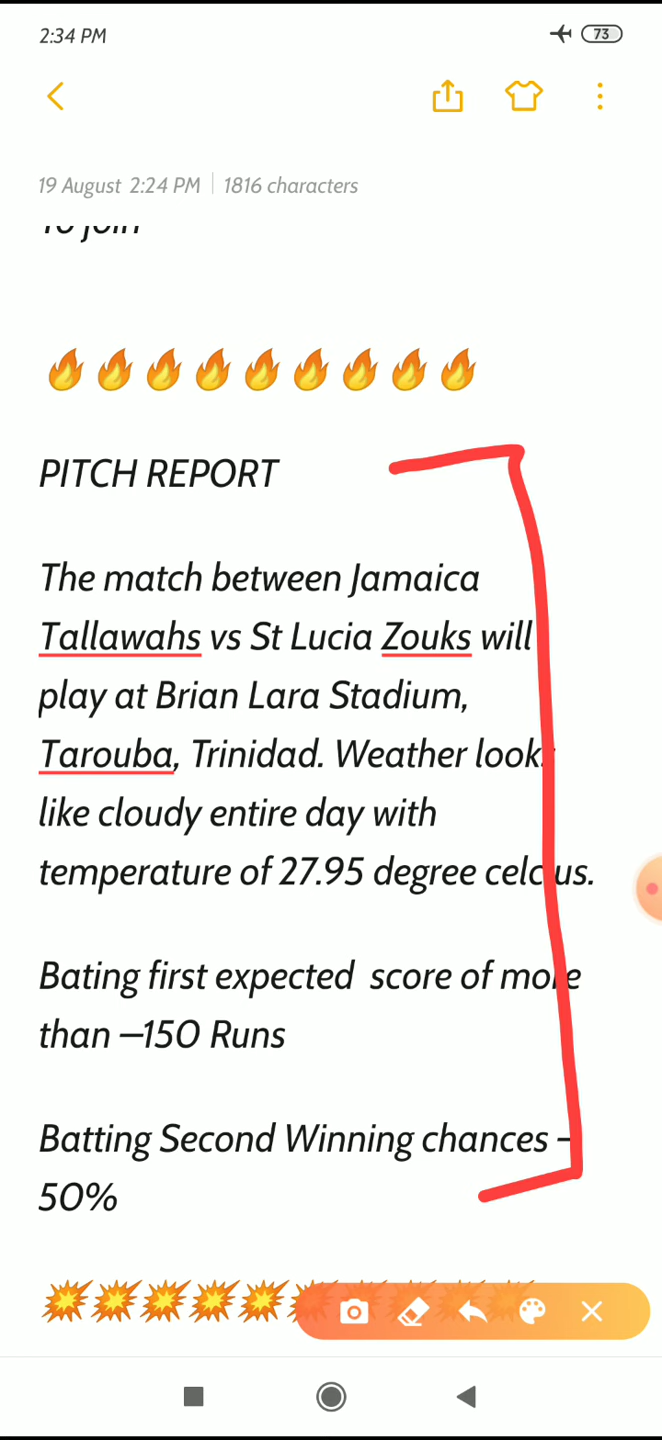 2:34 PM
73
19 August 2:24 PM | 1816 characters
To join
PITCH REPORT
The match between Jamaica
Tallawahs vs St Lucia Zouks will
play at Brian Lara Stadium,
Tarouba, Trinidad. Weather looks
like cloudy entire day with
temperature of 27.95 degree celcius.
Bating first expected score of more
than –150 Runs
Batting Second Winning chances –
50%